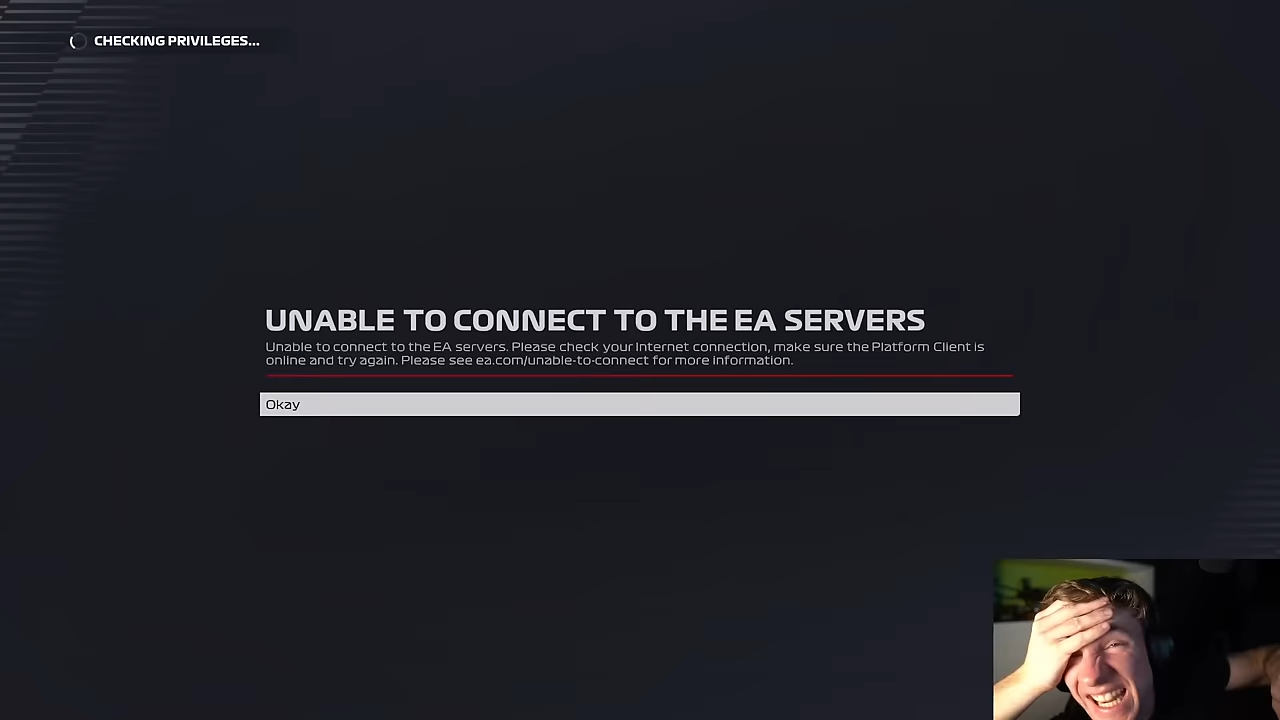 CHECKING PRIVILEGES...
UNABLE TO CONNECT TO THE EA SERVERS
Unable to connect to the EA servers. Please check your Internet connection, make sure the Platform Client is
online and try again. Please see ea.com/unable-to-connect for more information.
Okay